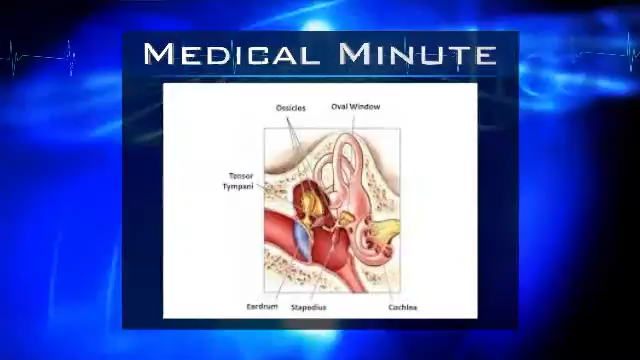 MEDICAL MINUTE
Ossicles
Oval Window
Tensor
Tympani
Eardrum
Stapedius
Cochlea